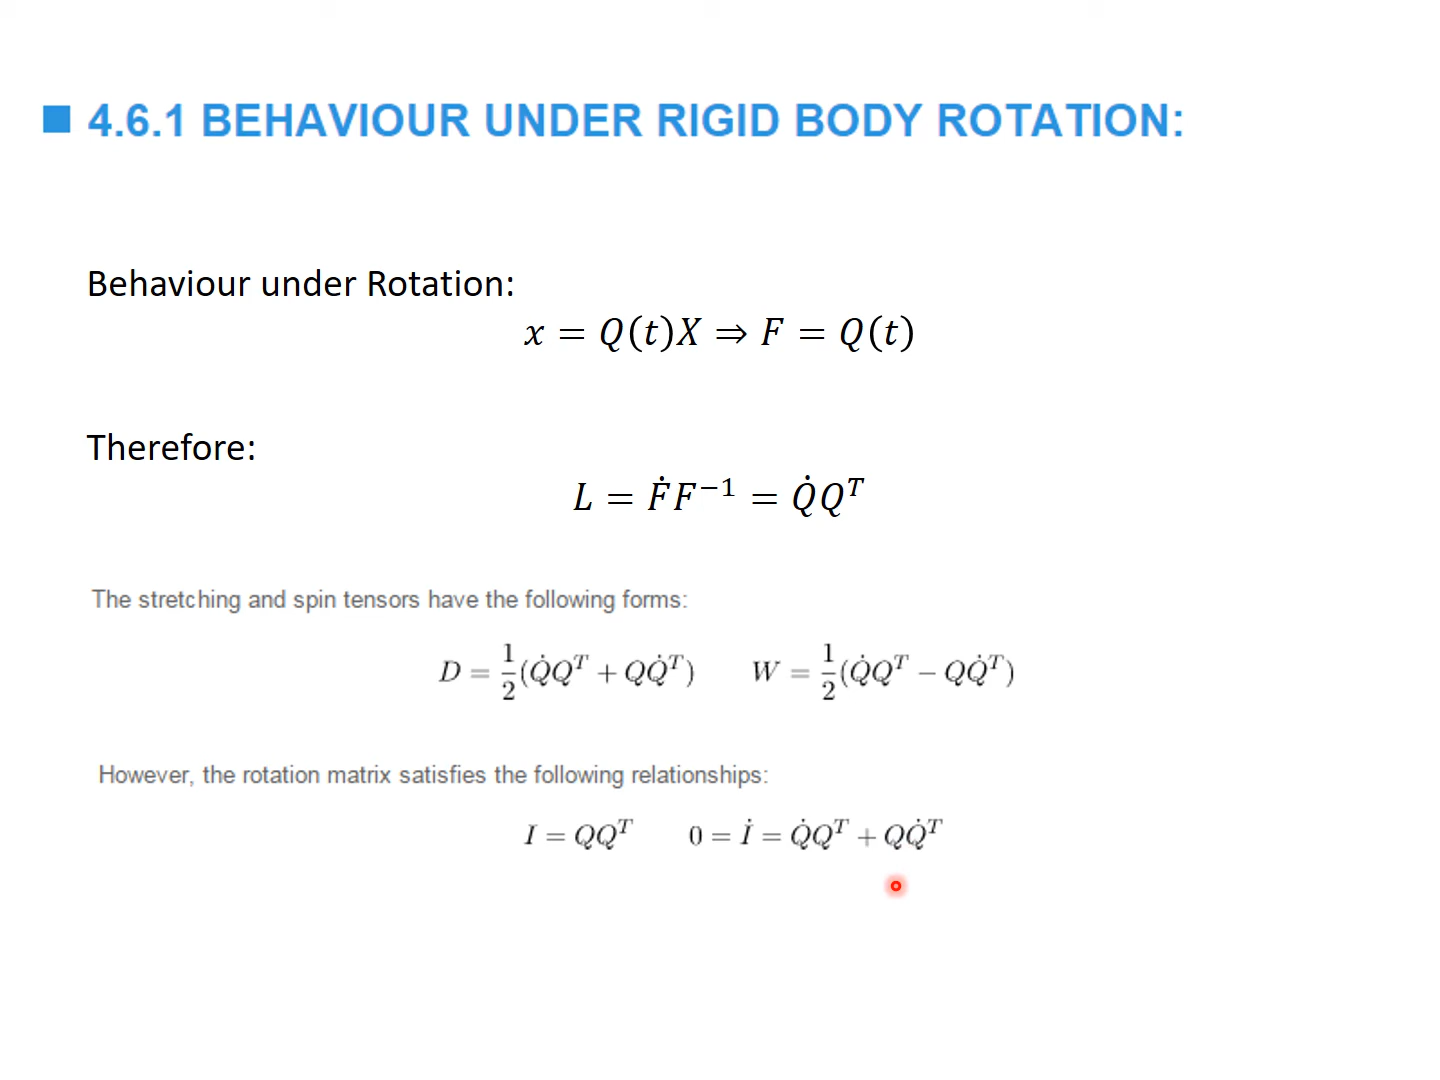 4.6.1 BEHAVIOUR UNDER RIGID BODY ROTATION:
Behaviour under Rotation:
x = Q(t)X ⇒ F = Q(t)
Therefore:
L = ḞF⁻¹ = Q̇Qᵀ
The stretching and spin tensors have the following forms:
D = 1/2(Q̇Qᵀ + QQ̇ᵀ) W = 1/2(Q̇Qᵀ − QQ̇ᵀ)
However, the rotation matrix satisfies the following relationships:
I = QQᵀ 0 = İ = Q̇Qᵀ + QQ̇ᵀ